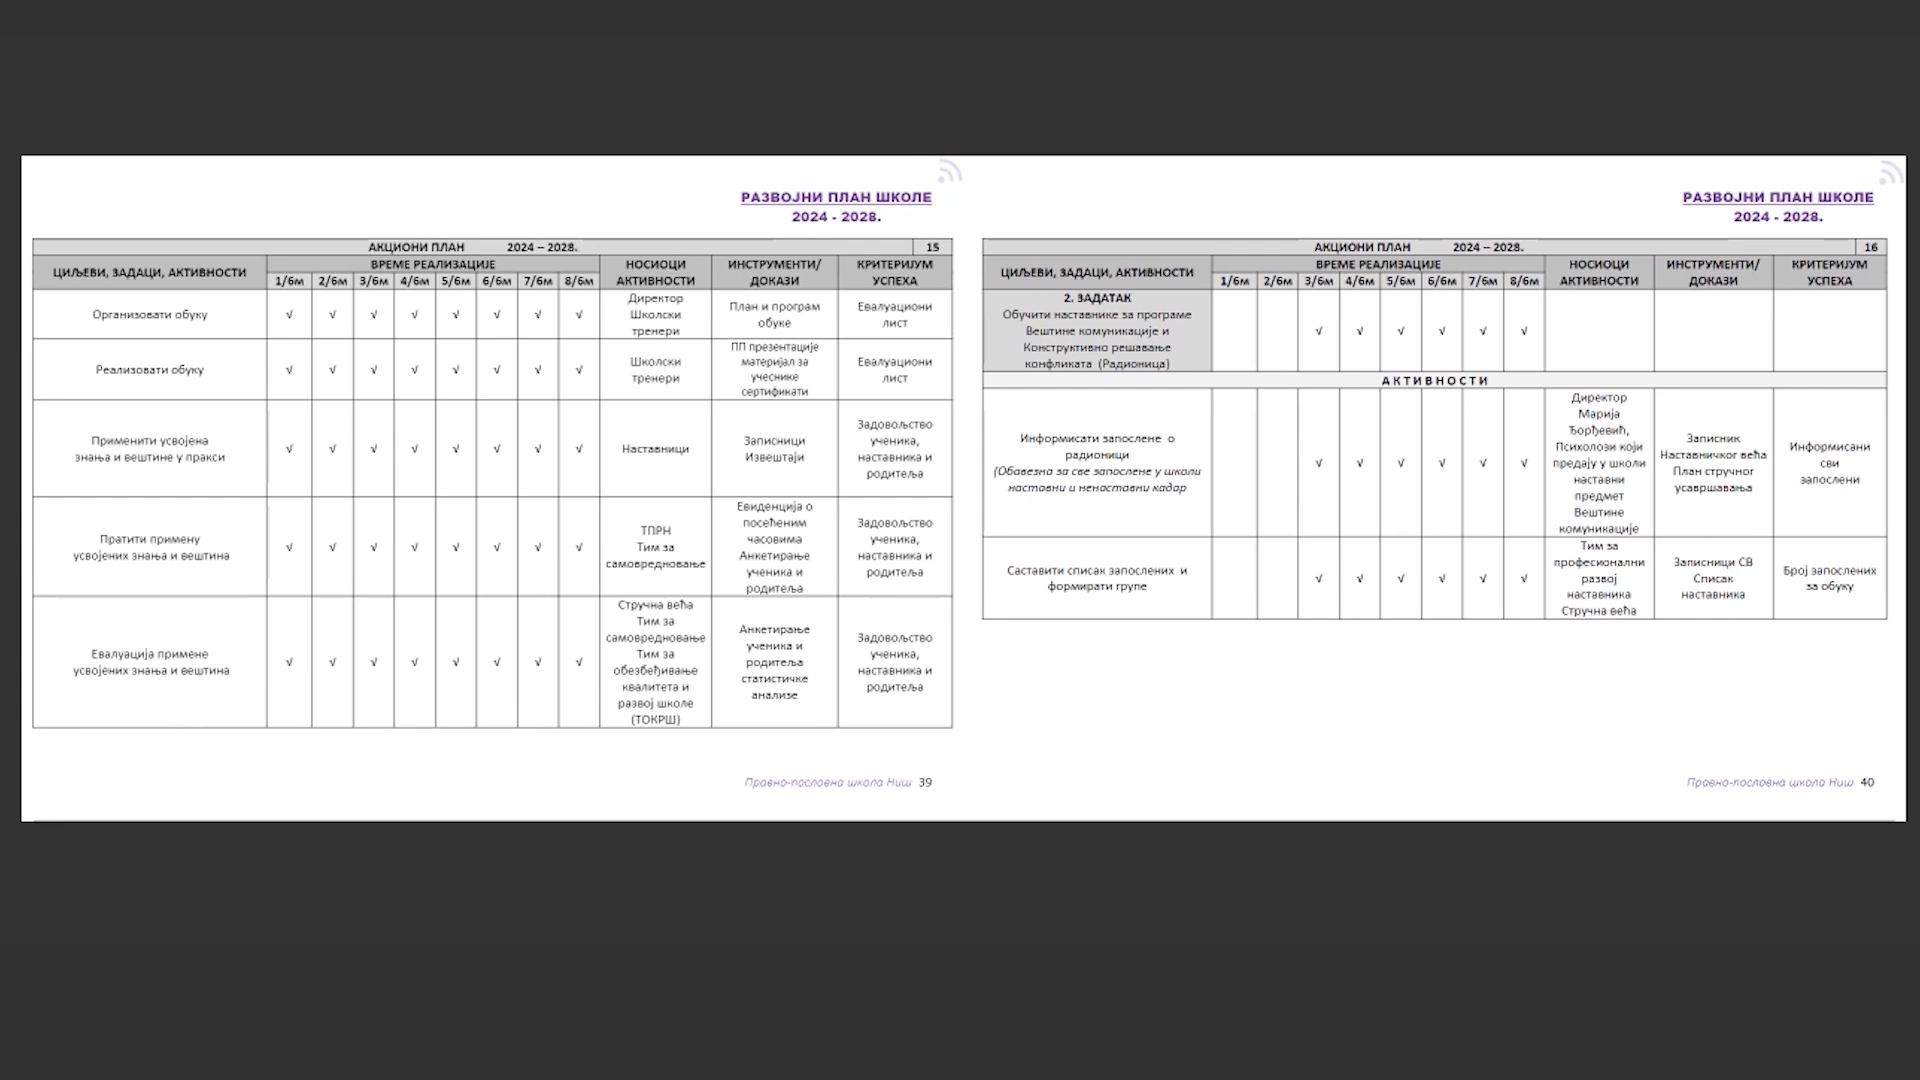 РАЗВОЈНИ ПЛАН ШКОЛЕ
2024 - 2028.
АКЦИОНИ ПЛАН 2024 – 2028. 15
ЦИЉЕВИ, ЗАДАЦИ, АКТИВНОСТИ
ВРЕМЕ РЕАЛИЗАЦИЈЕ
1/6м 2/6м 3/6м 4/6м 5/6м 6/6м 7/6м 8/6м
НОСИОЦИ
АКТИВНОСТИ
ИНСТРУМЕНТИ/
ДОКАЗИ
КРИТЕРИЈУМ
УСПЕХА
Организовати обуку
√ √ √ √ √ √ √ √
Директор
Школски
тренери
План и програм
обуке
Евалуациони
лист
Реализовати обуку
√ √ √ √ √ √ √ √
Школски
тренери
ПП презентације
материјал за
учеснике
сертификати
Евалуациони
лист
Применити усвојена
знања и вештине у пракси
√ √ √ √ √ √ √ √
Наставници
Записници
Извештаји
Задовољство
ученика,
наставника и
родитеља
Пратити примену
усвојених знања и вештина
√ √ √ √ √ √ √ √
ТПРН
Тим за
самовредновање
Евиденција о
посећеним
часовима
Анкетирање
ученика и
родитеља
Задовољство
ученика,
наставника и
родитеља
Евалуација примене
усвојених знања и вештина
√ √ √ √ √ √ √ √
Стручна већа
Тим за
самовредновање
Тим за
обезбеђивање
квалитета и
развој школе
(ТОКРШ)
Анкетирање
ученика и
родитеља
статистичке
анализе
Задовољство
ученика,
наставника и
родитеља
Правно-пословна школа Ниш 39
РАЗВОЈНИ ПЛАН ШКОЛЕ
2024 - 2028.
АКЦИОНИ ПЛАН 2024 – 2028. 16
ЦИЉЕВИ, ЗАДАЦИ, АКТИВНОСТИ
ВРЕМЕ РЕАЛИЗАЦИЈЕ
1/6м 2/6м 3/6м 4/6м 5/6м 6/6м 7/6м 8/6м
НОСИОЦИ
АКТИВНОСТИ
ИНСТРУМЕНТИ/
ДОКАЗИ
КРИТЕРИЈУМ
УСПЕХА
2. ЗАДАТАК
Обучити наставнике за програме
Вештине комуникације и
Конструктивно решавање
конфликата (Радионица)
√ √ √ √ √ √
АКТИВНОСТИ
Информисати запослене о
радионици
(Обавезна за све запослене у школи
наставни и ненаставни кадар
√ √ √ √ √ √
Директор
Марија
Ђорђевић,
Психолози који
предају у школи
наставни
предмет
Вештине
комуникације
Записник
Наставничког већа
План стручног
усавршавања
Информисани
сви
запослени
Саставити списак запослених и
формирати групе
√ √ √ √ √ √
Тим за
професионални
развој
наставника
Стручна већа
Записници СВ
Списак
наставника
Број запослених
за обуку
Правно-пословна школа Ниш 40